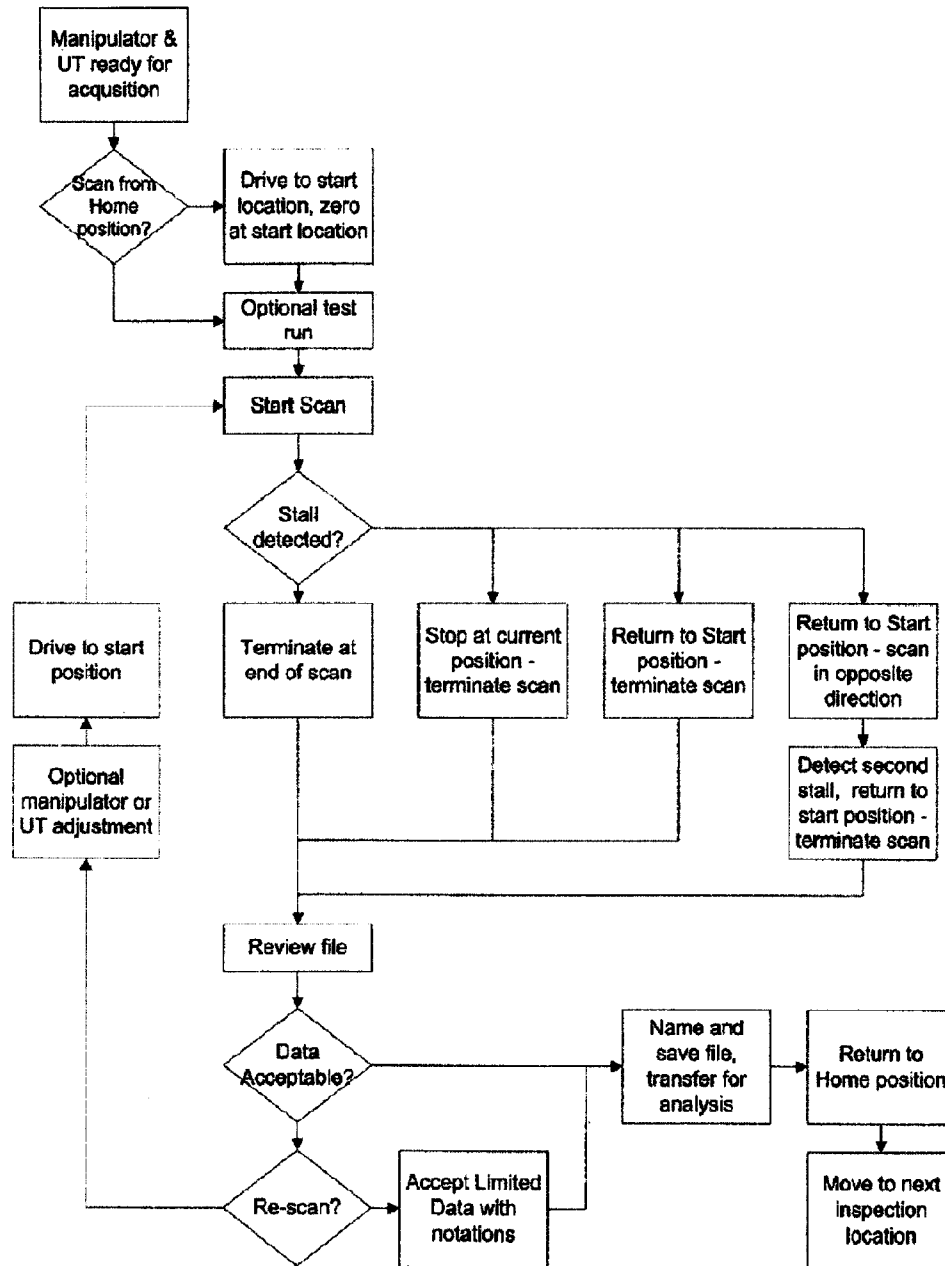 Manipulator &
UT ready for
acqusition
Scan from
Home
position?
Drive to start
location, zero
at start location
Optional test
run
Start Scan
Stall
detected?
Drive to start
position
Terminate at
end of scan
Stop at current
position -
terminate scan
Return to Start
position -
terminate scan
Return to Start
position - scan
in opposite
direction
Optional
manipulator or
UT adjustment
Detect second
stall, return to
start position -
terminate scan
Review file
Data
Acceptable?
Name and
save file,
transfer for
analysis
Return to
Home position
Re-scan?
Accept Limited
Data with
notations
Move to next
inspection
location